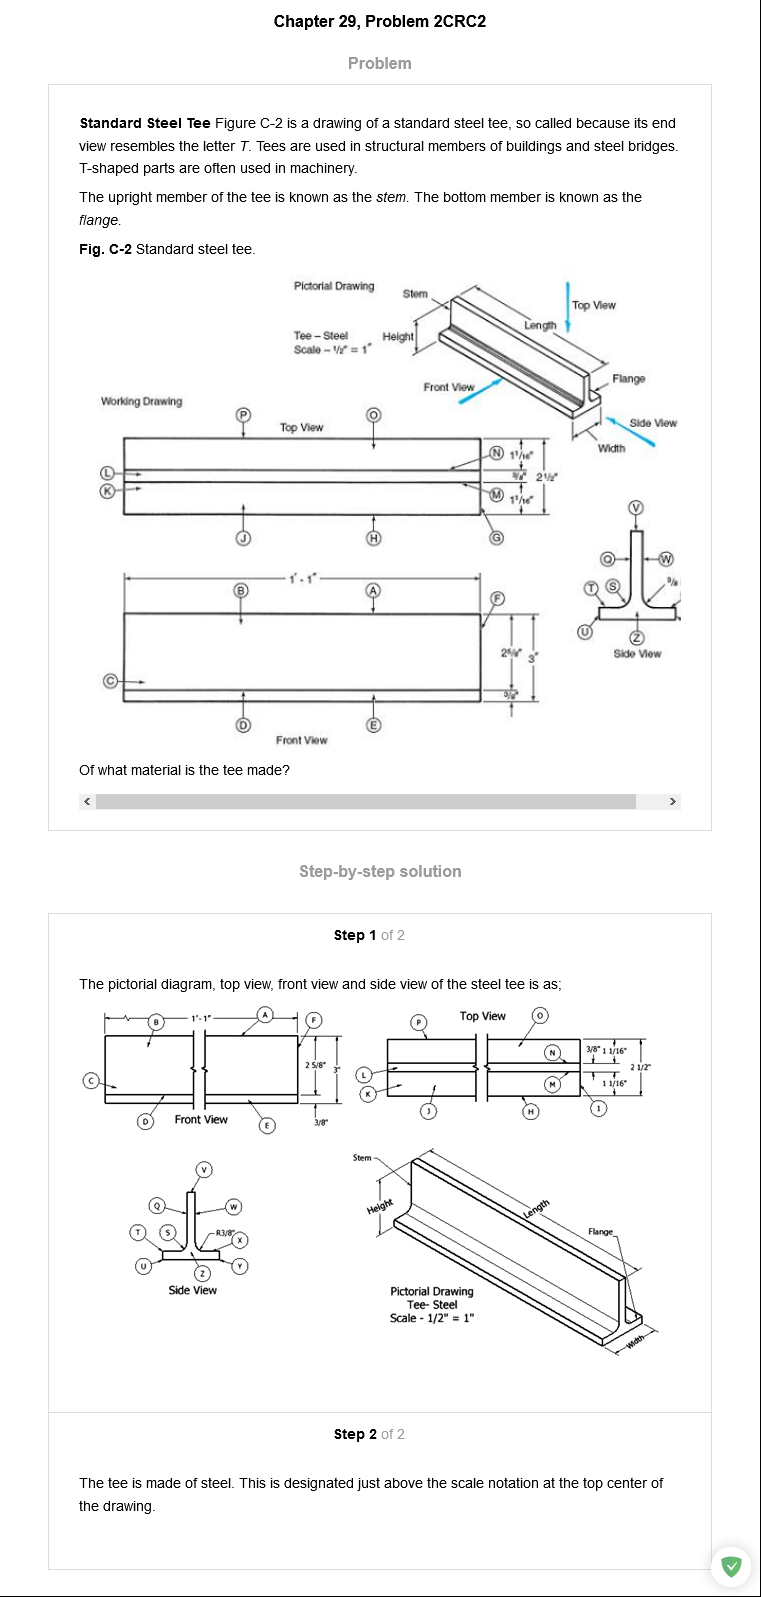 Chapter 29, Problem 2CRC2
Problem
Standard Steel Tee Figure C-2 is a drawing of a standard steel tee, so called because its end
view resembles the letter T. Tees are used in structural members of buildings and steel bridges.
T-shaped parts are often used in machinery.
The upright member of the tee is known as the stem. The bottom member is known as the
flange.
Fig. C-2 Standard steel tee.
Pictorial Drawing
Stem
Top View
Length
Tee – Steel
Height
Scale – 1/2" = 1"
Flange
Front View
Working Drawing
P
O
Top View
Side View
Width
N
1 1/16"
L
3/8"
2 1/2"
K
M
1 1/16"
V
J
H
G
Q
W
1' - 1"
3/8
B
A
T
S
F
U
Z
2 5/8"
3"
Side View
C
3/8"
D
E
Front View
Of what material is the tee made?
Step-by-step solution
Step 1 of 2
The pictorial diagram, top view, front view and side view of the steel tee is as;
1'-1"
A
B
F
P
Top View
O
N
3/8"
1 1/16"
2 5/8"
3"
2 1/2"
C
L
M
1 1/16"
K
D
Front View
E
3/8"
J
H
I
Stem
V
Q
W
Height
Length
T
S
R3/8"
X
Flange
U
Z
Y
Side View
Pictorial Drawing
Tee- Steel
Scale - 1/2" = 1"
Width
Step 2 of 2
The tee is made of steel. This is designated just above the scale notation at the top center of
the drawing.